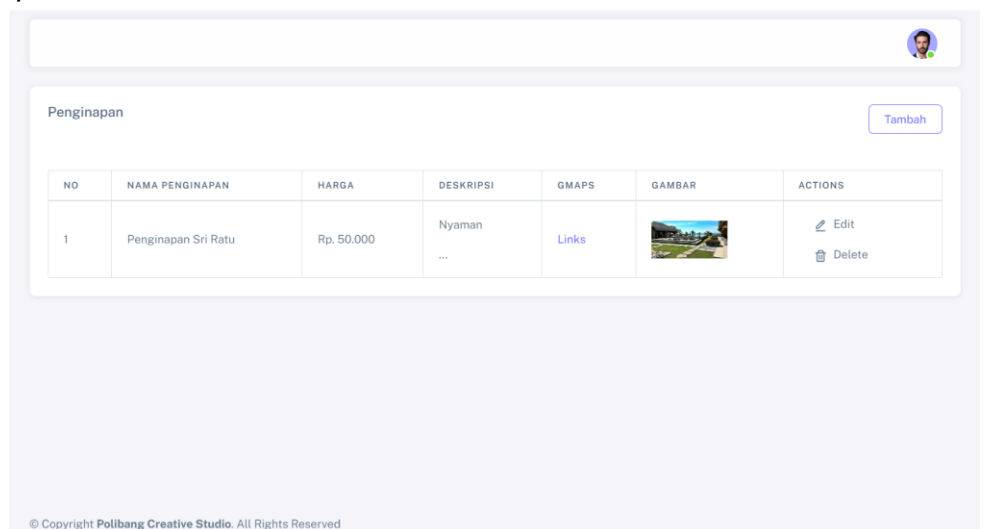 Penginapan
Tambah
NO NAMA PENGINAPAN HARGA DESKRIPSI GMAPS GAMBAR ACTIONS
1 Penginapan Sri Ratu Rp. 50.000 Nyaman ... Links Edit Delete
© Copyright Polibang Creative Studio. All Rights Reserved